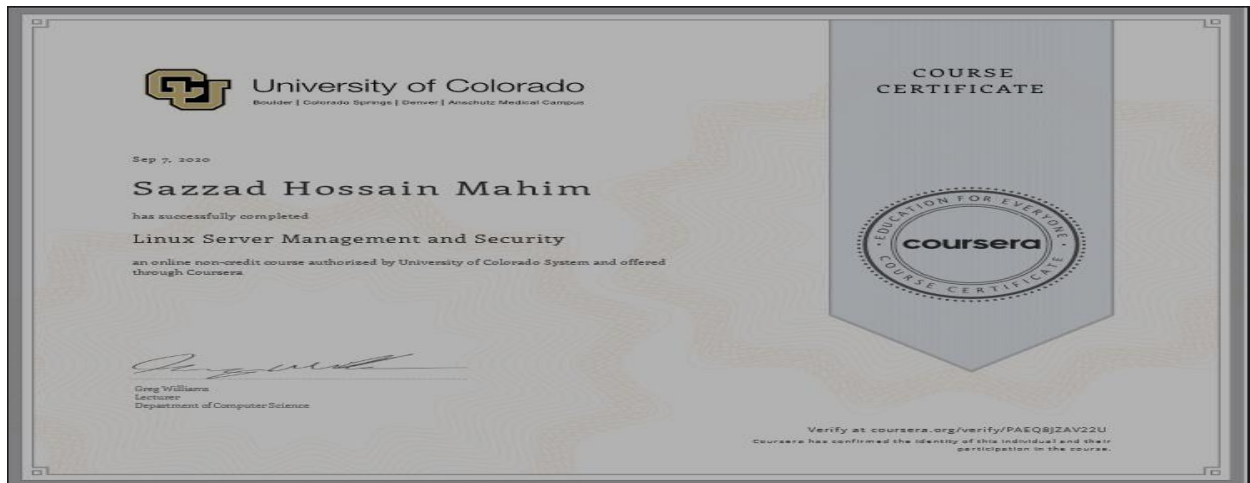 CU
University of Colorado
Boulder | Colorado Springs | Denver | Anschutz Medical Campus
Sep 7, 2020
Sazzad Hossain Mahim
has successfully completed
Linux Server Management and Security
an online non-credit course authorized by University of Colorado System and offered
through Coursera
Greg Williams
Lecturer
Department of Computer Science
COURSE
CERTIFICATE
EDUCATION FOR EVERYONE
coursera
COURSE CERTIFICATE
Verify at coursera.org/verify/PAEQ8JZAV22U
Coursera has confirmed the identity of this individual and their
participation in the course.